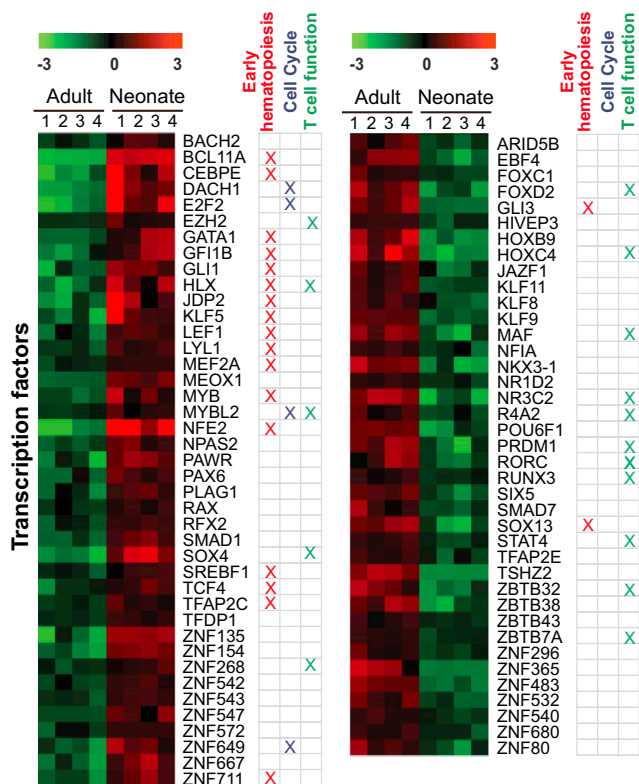 Early
hematopoiesis
Cell Cycle
T cell function
-3 0 3
Adult Neonate
1 2 3 4 1 2 3 4
Transcription factors
BACH2
BCL11A X
CEBPE X
DACH1 X
E2F2 X
EZH2 X
GATA1 X
GFI1B X
GLI1 X
HLX X X
JDP2 X
KLF5 X
LEF1 X
LYL1 X
MEF2A X
MEOX1
MYB X
MYBL2 X X
NFE2 X
NPAS2
PAWR
PAX6
PLAG1
RAX
RFX2
SMAD1
SOX4 X
SREBF1 X
TCF4 X
TFAP2C X
TFDP1
ZNF135
ZNF154
ZNF268 X
ZNF542
ZNF543
ZNF547
ZNF572
ZNF649 X
ZNF667
ZNF711 X
Early
hematopoiesis
Cell Cycle
T cell function
-3 0 3
Adult Neonate
1 2 3 4 1 2 3 4
ARID5B
EBF4
FOXC1
FOXD2 X
GLI3 X
HIVEP3
HOXB9
HOXC4 X
JAZF1
KLF11
KLF8
KLF9
MAF X
NFIA
NKX3-1
NR1D2
NR3C2 X
R4A2 X
POU6F1
PRDM1 X
RORC X
RUNX3 X
SIX5
SMAD7
SOX13 X
STAT4 X
TFAP2E
TSHZ2
ZBTB32 X
ZBTB38
ZBTB43
ZBTB7A X
ZNF296
ZNF365
ZNF483
ZNF532
ZNF540
ZNF680
ZNF80